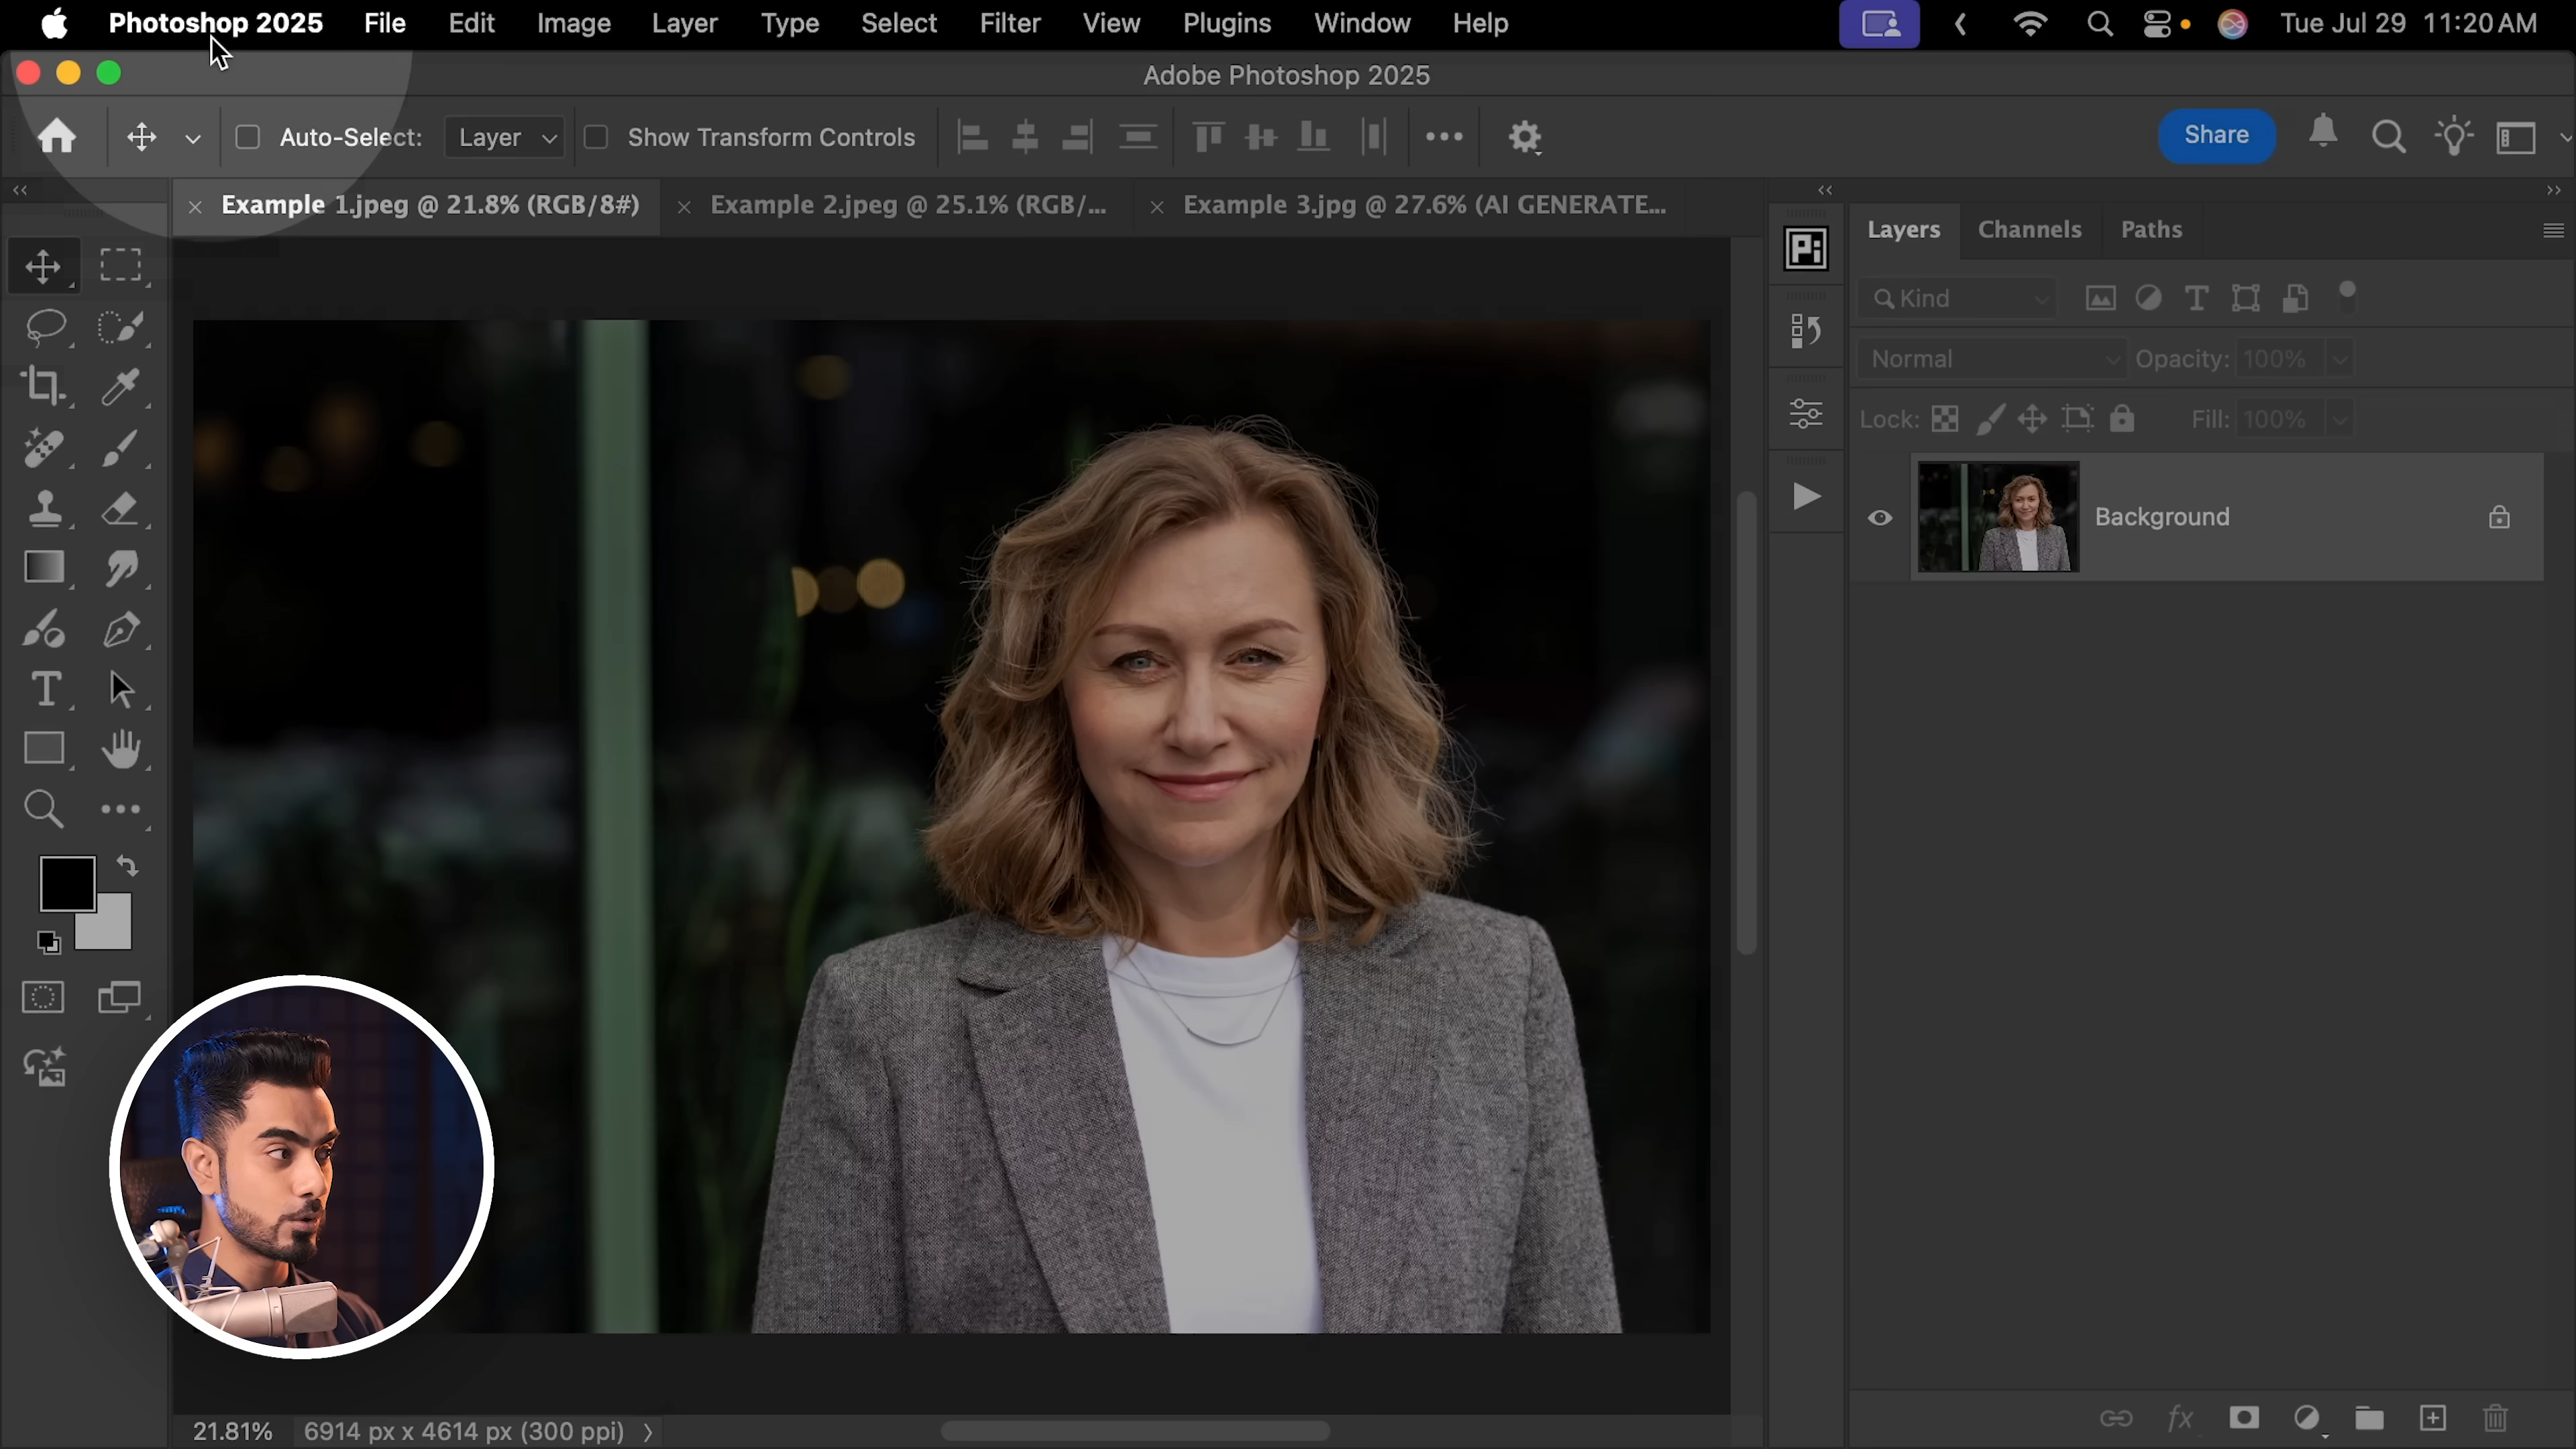 Photoshop 2025 File Edit Image Layer Type Select Filter View Plugins Window Help Tue Jul 29 11:20 AM
Adobe Photoshop 2025
Auto-Select: Layer Show Transform Controls Share
Example 1.jpeg @ 21.8% (RGB/8#) Example 2.jpeg @ 25.1% (RGB/... Example 3.jpg @ 27.6% (AI GENERATE...
Layers Channels Paths
Pi
Kind
Normal Opacity: 100%
Lock: Fill: 100%
Background
21.81% 6914 px x 4614 px (300 ppi)
fx